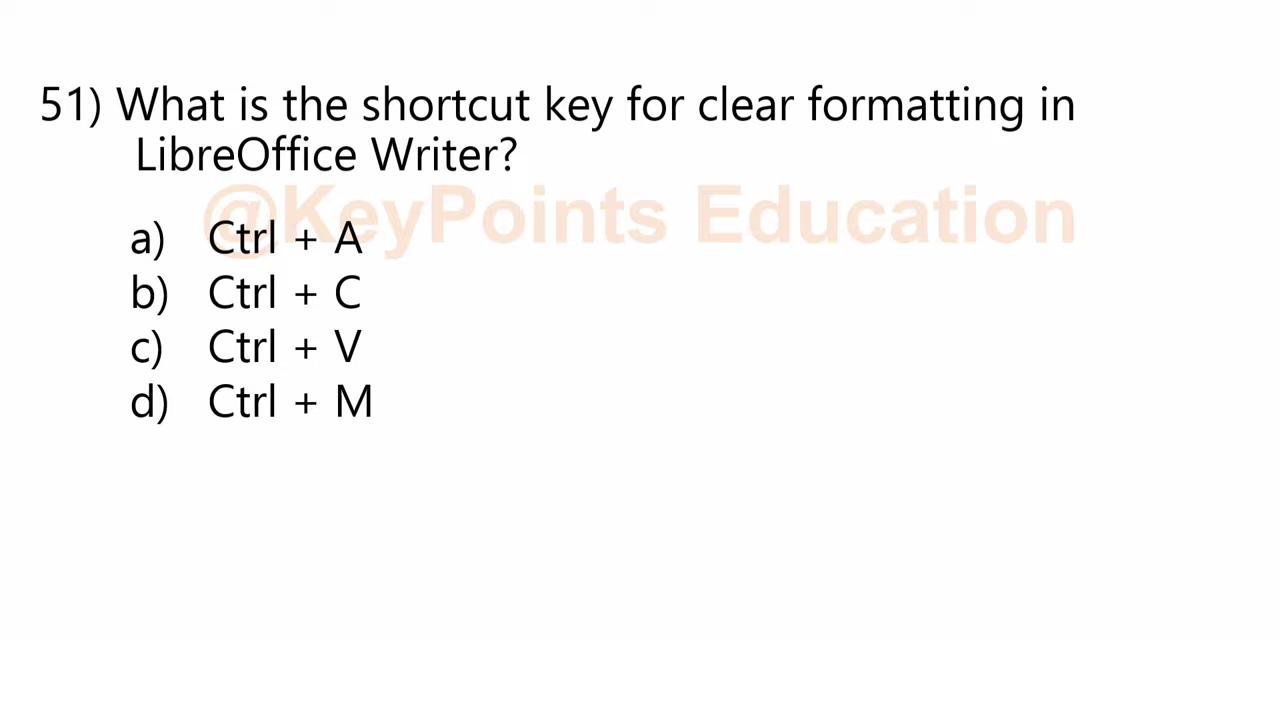 51) What is the shortcut key for clear formatting in
LibreOffice Writer?
@KeyPoints Education
a) Ctrl + A
b) Ctrl + C
c) Ctrl + V
d) Ctrl + M